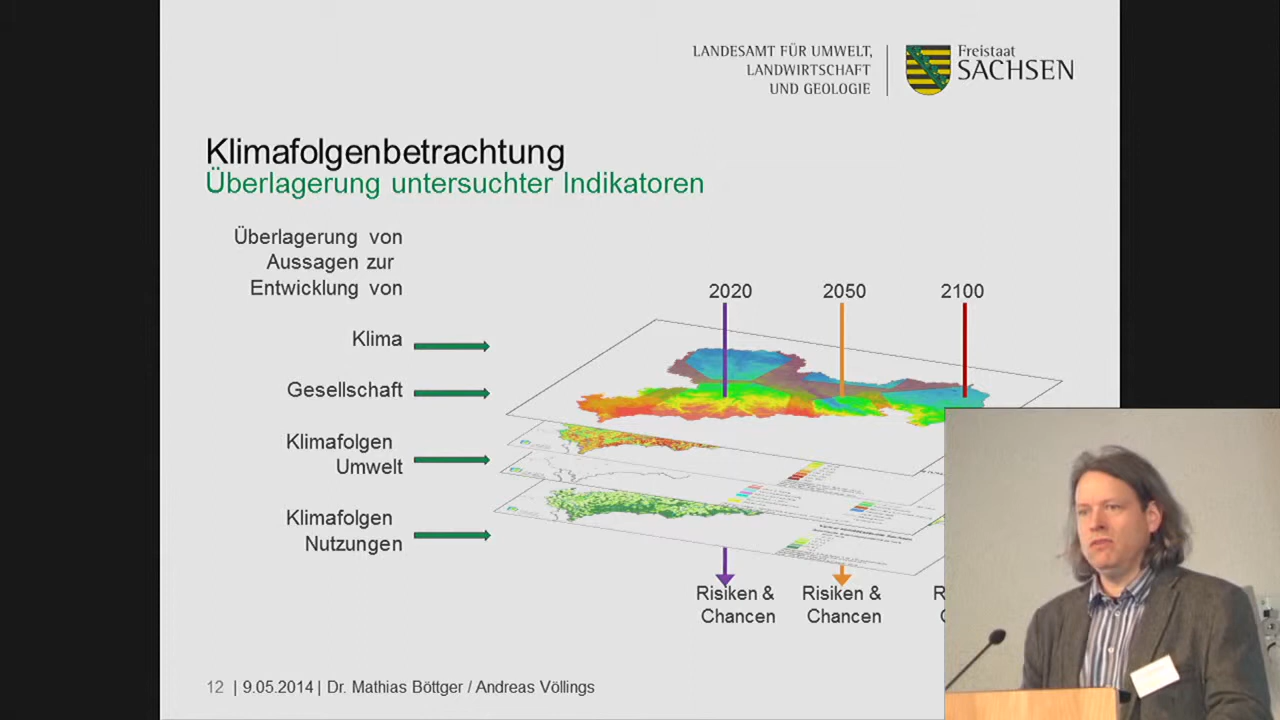 LANDESAMT FÜR UMWELT,
LANDWIRTSCHAFT
UND GEOLOGIE
Freistaat
SACHSEN
Klimafolgenbetrachtung
Überlagerung untersuchter Indikatoren
Überlagerung von
Aussagen zur
Entwicklung von
2020 2050 2100
Klima
Gesellschaft
Klimafolgen
Umwelt
Klimafolgen
Nutzungen
Risiken &
Chancen
Risiken &
Chancen
12 | 9.05.2014 | Dr. Mathias Böttger / Andreas Völlings